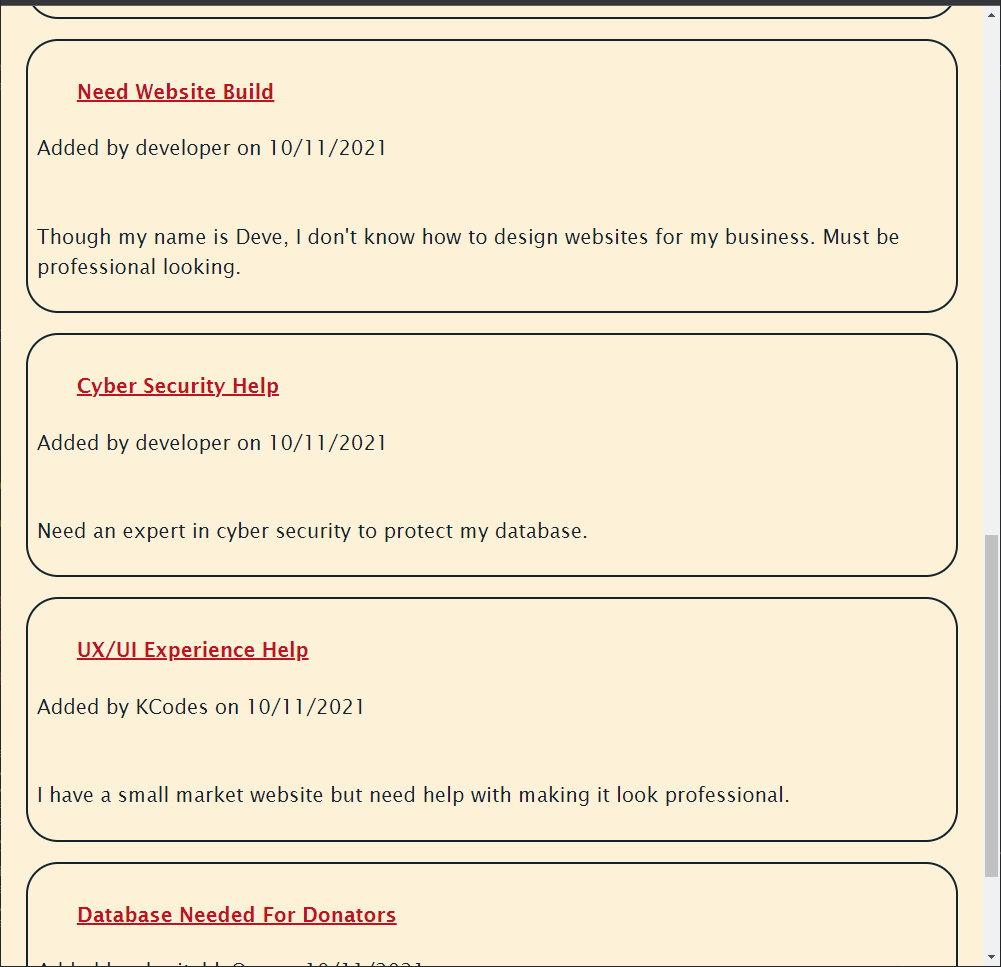 Need Website Build
Added by developer on 10/11/2021
Though my name is Deve, I don't know how to design websites for my business. Must be
professional looking.
Cyber Security Help
Added by developer on 10/11/2021
Need an expert in cyber security to protect my database.
UX/UI Experience Help
Added by KCodes on 10/11/2021
I have a small market website but need help with making it look professional.
Database Needed For Donators